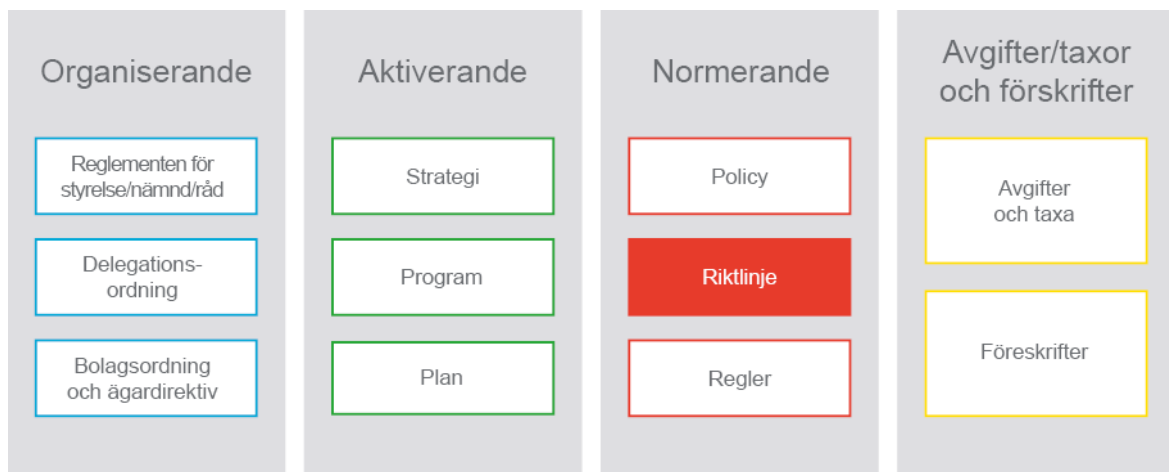 Organiserande
Reglementen för
styrelse/nämnd/råd
Delegations-
ordning
Bolagsordning
och ägardirektiv
Aktiverande
Strategi
Program
Plan
Normerande
Policy
Riktlinje
Regler
Avgifter/taxor
och förskrifter
Avgifter
och taxa
Föreskrifter